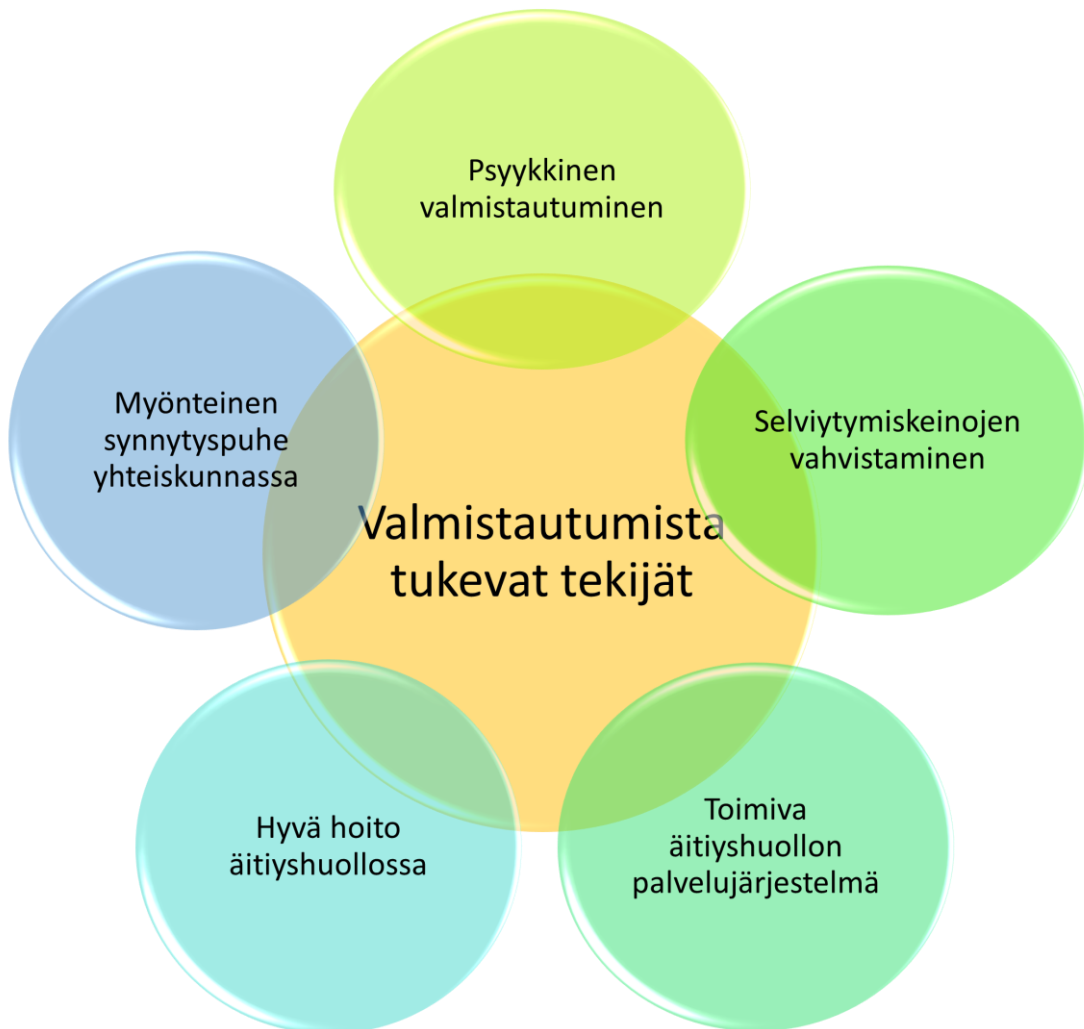 Psyykkinen
valmistautuminen
Selviytymiskeinojen
vahvistaminen
Toimiva
äitiyshuollon
palvelujärjestelmä
Hyvä hoito
äitiyshuollossa
Myönteinen
synnytyspuhe
yhteiskunnassa
Valmistautumista
tukevat tekijät